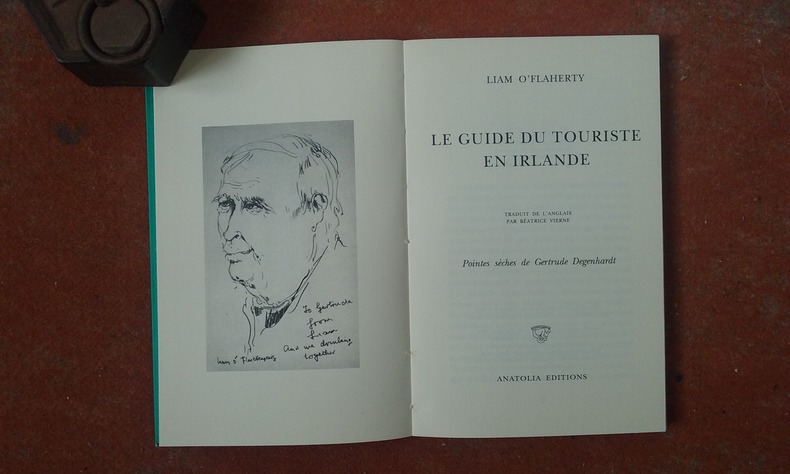 To Gertrude
from
Liam
And we drinking
together
Liam O'Flaherty
LIAM O'FLAHERTY
LE GUIDE DU TOURISTE
EN IRLANDE
TRADUIT DE L'ANGLAIS
PAR BÉATRICE VIERNE
Pointes sèches de Gertrude Degenhardt
ANATOLIA EDITIONS